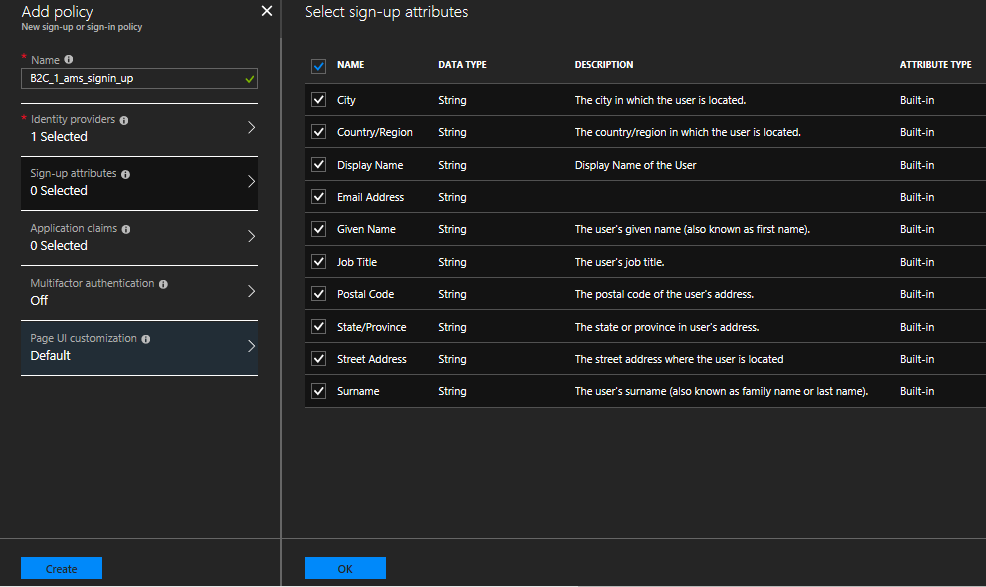 Add policy
New sign-up or sign-in policy
* Name
B2C_1_ams_signin_up
* Identity providers
1 Selected
Sign-up attributes
0 Selected
Application claims
0 Selected
Multifactor authentication
Off
Page UI customization
Default
Create
Select sign-up attributes
NAME DATA TYPE DESCRIPTION ATTRIBUTE TYPE
City String The city in which the user is located. Built-in
Country/Region String The country/region in which the user is located. Built-in
Display Name String Display Name of the User Built-in
Email Address String Built-in
Given Name String The user's given name (also known as first name). Built-in
Job Title String The user's job title. Built-in
Postal Code String The postal code of the user's address. Built-in
State/Province String The state or province in user's address. Built-in
Street Address String The street address where the user is located Built-in
Surname String The user's surname (also known as family name or last name). Built-in
OK